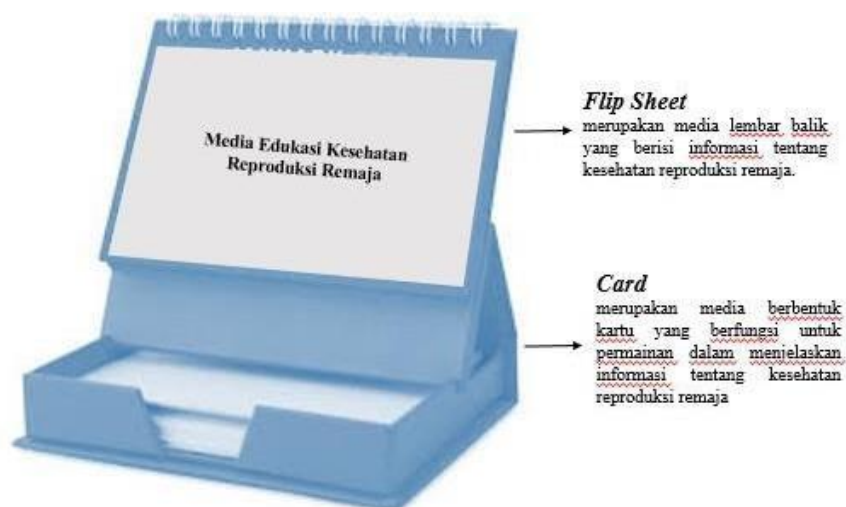 Media Edukasi Kesehatan
Reproduksi Remaja
Flip Sheet
merupakan media lembar balik
yang berisi informasi tentang
kesehatan reproduksi remaja.
Card
merupakan media berbentuk
kartu yang berfungsi untuk
permainan dalam menjelaskan
informasi tentang kesehatan
reproduksi remaja